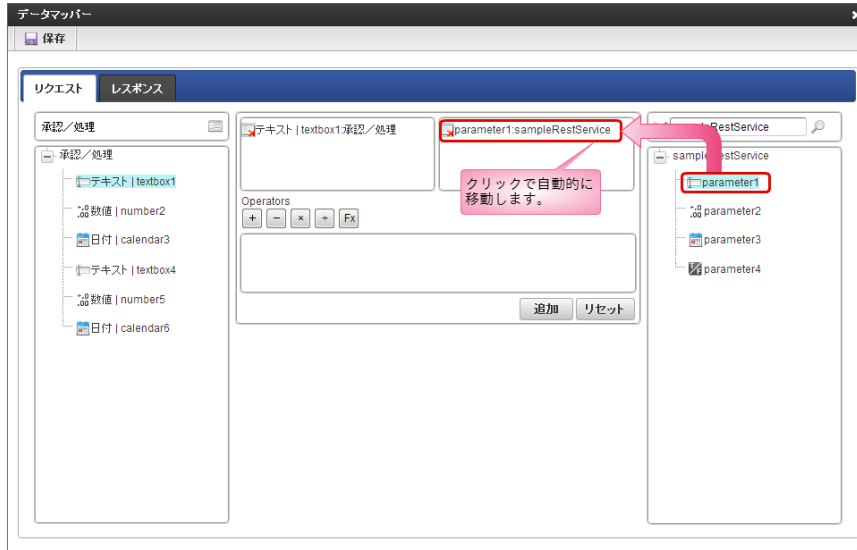 データマッパー
保存
リクエスト レスポンス
承認/処理
承認/処理
テキスト | textbox1
数値 | number2
日付 | calendar3
テキスト | textbox4
数値 | number5
日付 | calendar6
テキスト | textbox1:承認/処理
parameter1:sampleRestService
クリックで自動的に
移動します。
Operators
+ − × ÷ Fx
追加 リセット
RestService
sampleRestService
parameter1
parameter2
parameter3
parameter4